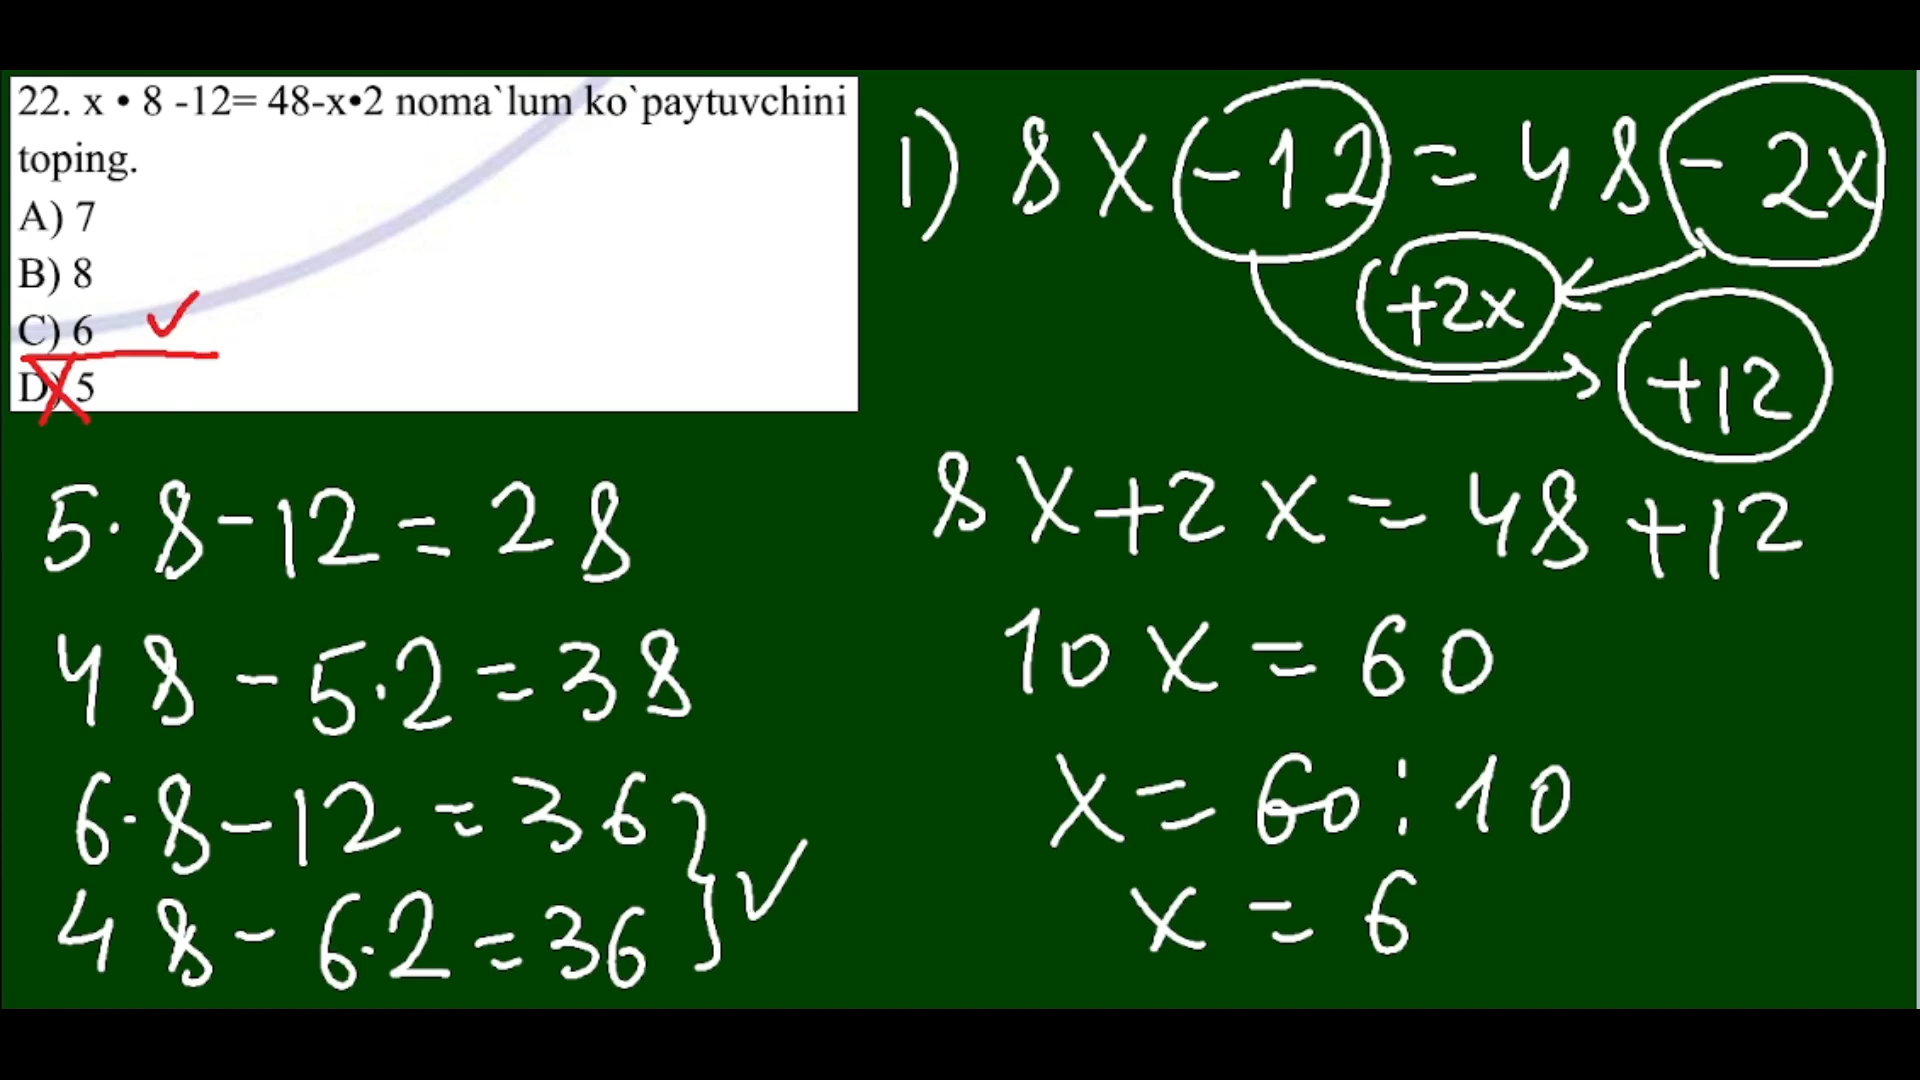 22. x • 8 -12= 48-x•2 noma`lum ko`paytuvchini
toping.
A) 7
B) 8
C) 6
D) 5
5·8-12=28
48-5·2=38
6·8-12=36
48-6·2=36
1) 8x-12=48-2x
+2x
+12
8x+2x=48+12
10x=60
x=60:10
x=6